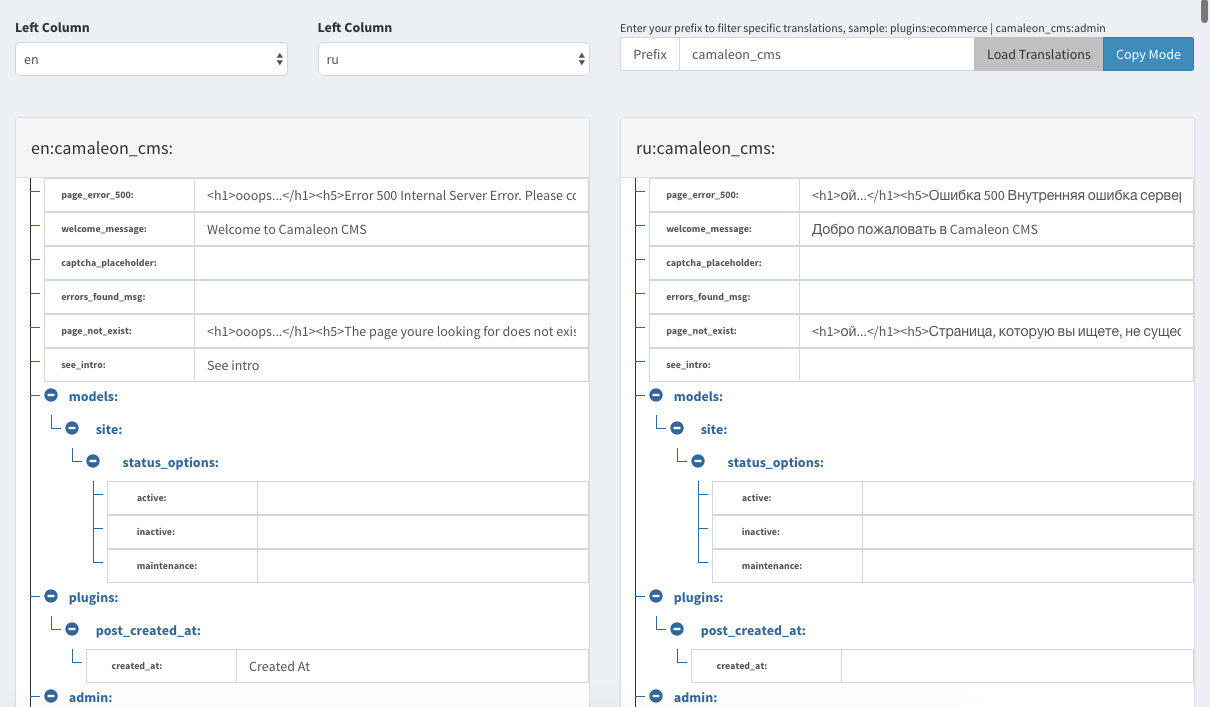 Left Column
Left Column
Enter your prefix to filter specific translations, sample: plugins:ecommerce | camaleon_cms:admin
en
ru
Prefix
camaleon_cms
Load Translations
Copy Mode
en:camaleon_cms:
page_error_500:
<h1>ooops...</h1><h5>Error 500 Internal Server Error. Please cc
welcome_message:
Welcome to Camaleon CMS
captcha_placeholder:
errors_found_msg:
page_not_exist:
<h1>ooops...</h1><h5>The page youre looking for does not exis
see_intro:
See intro
models:
site:
status_options:
active:
inactive:
maintenance:
plugins:
post_created_at:
created_at:
Created At
admin:
ru:camaleon_cms:
page_error_500:
<h1>ой...</h1><h5>Ошибка 500 Внутренняя ошибка сервер
welcome_message:
Добро пожаловать в Camaleon CMS
captcha_placeholder:
errors_found_msg:
page_not_exist:
<h1>ой...</h1><h5>Страница, которую вы ищете, не сущес
see_intro:
models:
site:
status_options:
active:
inactive:
maintenance:
plugins:
post_created_at:
created_at:
admin: